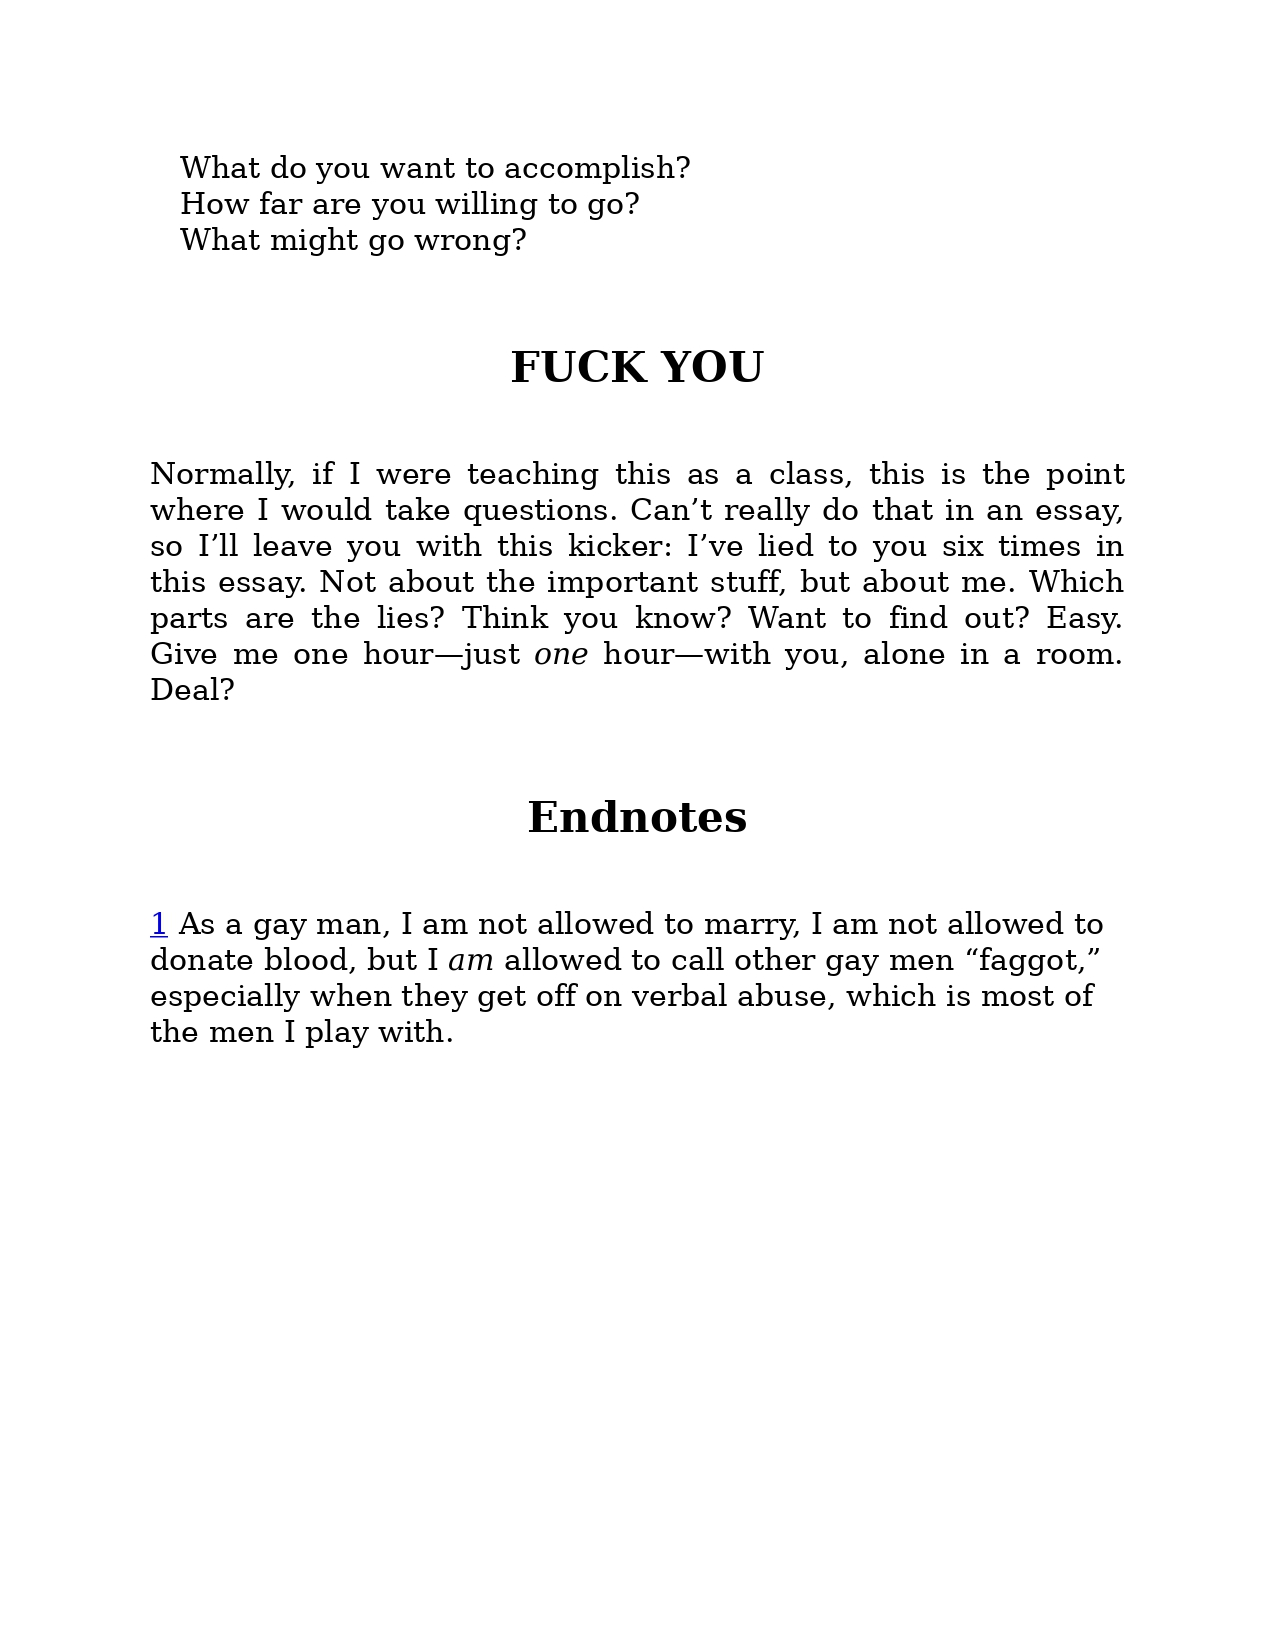 What do you want to accomplish?
How far are you willing to go?
What might go wrong?
FUCK YOU
Normally, if I were teaching this as a class, this is the point
where I would take questions. Can’t really do that in an essay,
so I’ll leave you with this kicker: I’ve lied to you six times in
this essay. Not about the important stuff, but about me. Which
parts are the lies? Think you know? Want to find out? Easy.
Give me one hour—just one hour—with you, alone in a room.
Deal?
Endnotes
1 As a gay man, I am not allowed to marry, I am not allowed to
donate blood, but I am allowed to call other gay men “faggot,”
especially when they get off on verbal abuse, which is most of
the men I play with.